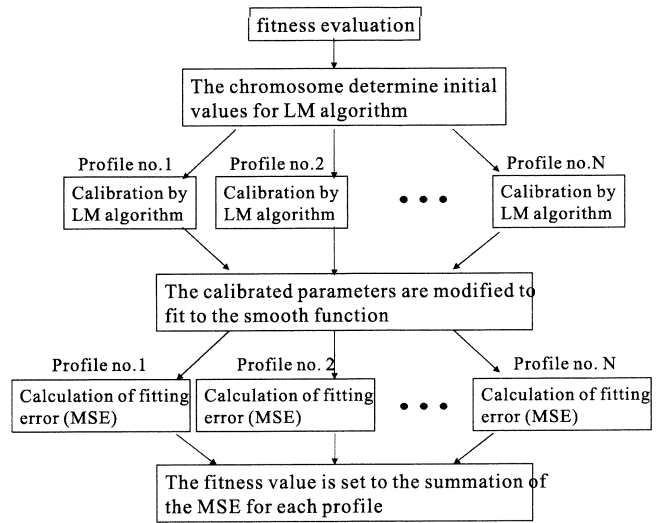 fitness evaluation
The chromosome determine initial
values for LM algorithm
Profile no.1
Profile no.2
Profile no.N
Calibration by
LM algorithm
Calibration by
LM algorithm
• • •
Calibration by
LM algorithm
The calibrated parameters are modified to
fit to the smooth function
Profile no.1
Profile no. 2
Profile no. N
Calculation of fitting
error (MSE)
Calculation of fitting
error (MSE)
• • •
Calculation of fitting
error (MSE)
The fitness value is set to the summation of
the MSE for each profile